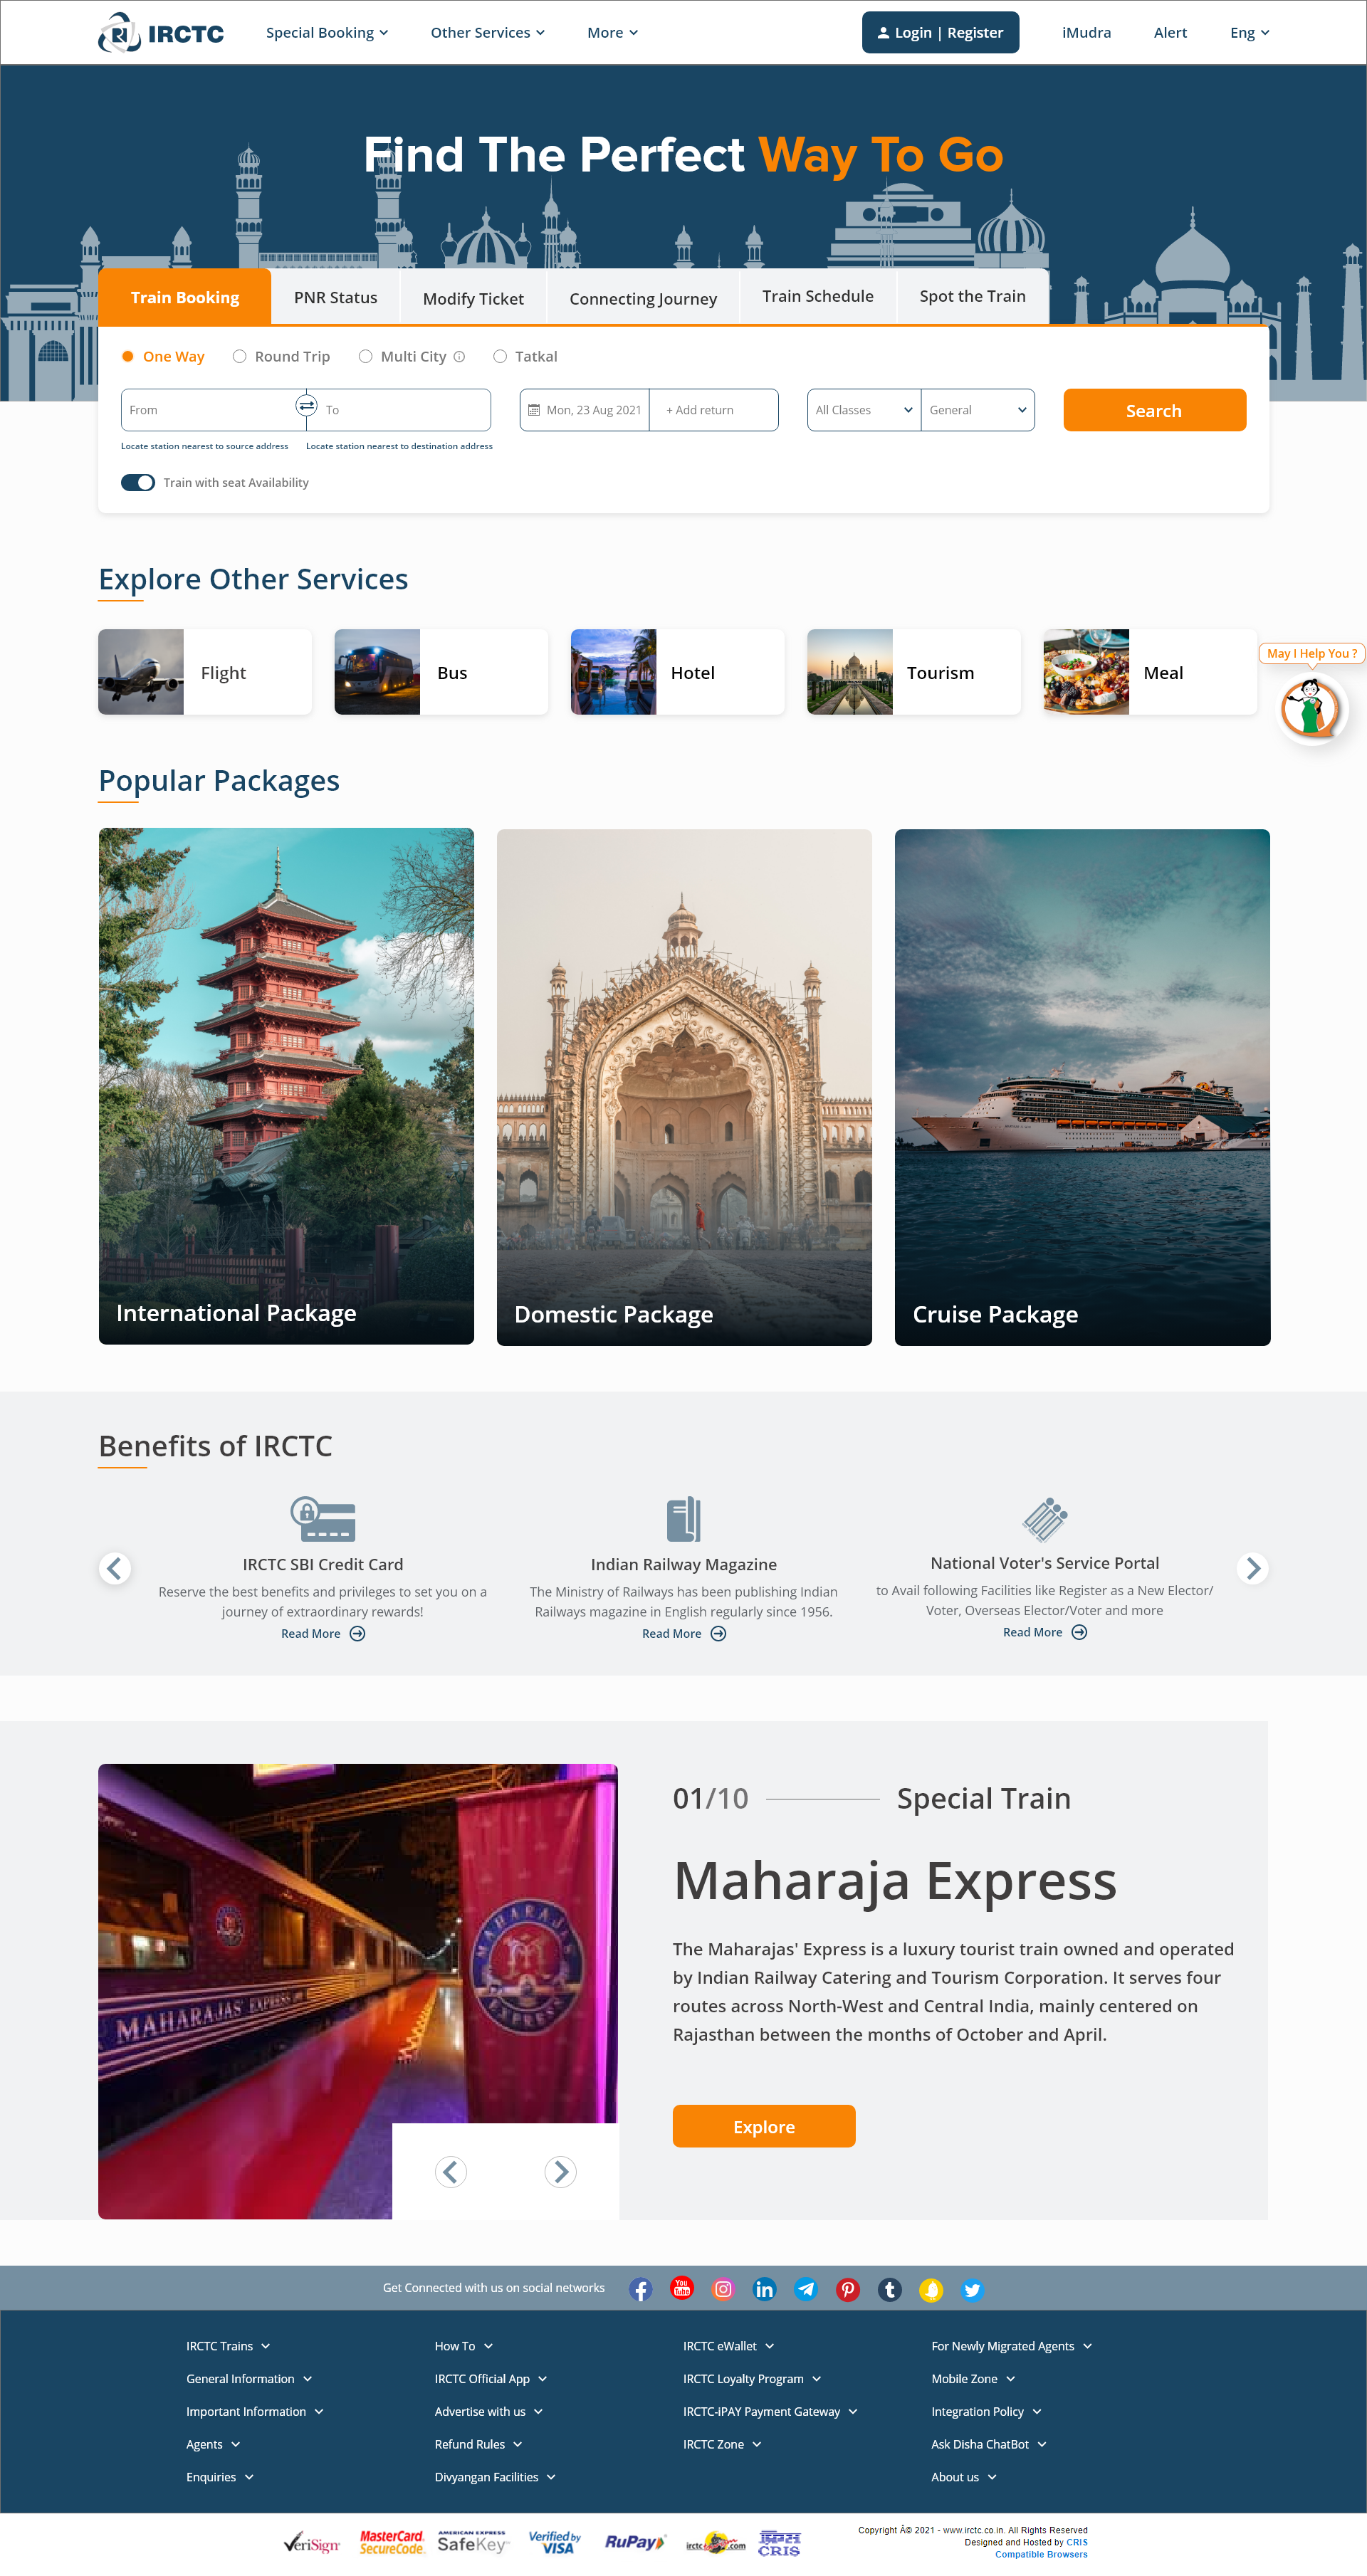 IRCTC
Special Booking
Other Services
More
Login | Register
iMudra
Alert
Eng
Find The Perfect Way To Go
Train Booking
PNR Status
Modify Ticket
Connecting Journey
Train Schedule
Spot the Train
One Way
Round Trip
Multi City
Tatkal
From
To
Mon, 23 Aug 2021
+ Add return
All Classes
General
Search
Locate station nearest to source address
Locate station nearest to destination address
Train with seat Availability
Explore Other Services
Flight
Bus
Hotel
Tourism
Meal
May I Help You ?
Popular Packages
International Package
Domestic Package
Cruise Package
Benefits of IRCTC
IRCTC SBI Credit Card
Reserve the best benefits and privileges to set you on a
journey of extraordinary rewards!
Read More
Indian Railway Magazine
The Ministry of Railways has been publishing Indian
Railways magazine in English regularly since 1956.
Read More
National Voter's Service Portal
to Avail following Facilities like Register as a New Elector/
Voter, Overseas Elector/Voter and more
Read More
MAHARAJAS' EXPRESS
MAHARAJ
EXPRESS
01/10
Special Train
Maharaja Express
The Maharajas' Express is a luxury tourist train owned and operated
by Indian Railway Catering and Tourism Corporation. It serves four
routes across North-West and Central India, mainly centered on
Rajasthan between the months of October and April.
Explore
Get Connected with us on social networks
You
Tube
IRCTC Trains
How To
IRCTC eWallet
For Newly Migrated Agents
General Information
IRCTC Official App
IRCTC Loyalty Program
Mobile Zone
Important Information
Advertise with us
IRCTC-iPAY Payment Gateway
Integration Policy
Agents
Refund Rules
IRCTC Zone
Ask Disha ChatBot
Enquiries
Divyangan Facilities
About us
VeriSign
MasterCard.
SecureCode.
AMERICAN EXPRESS
SafeKey
Verified by
VISA
RuPay
irctc.com
CRIS
Copyright Â© 2021 - www.irctc.co.in. All Rights Reserved
Designed and Hosted by CRIS
Compatible Browsers